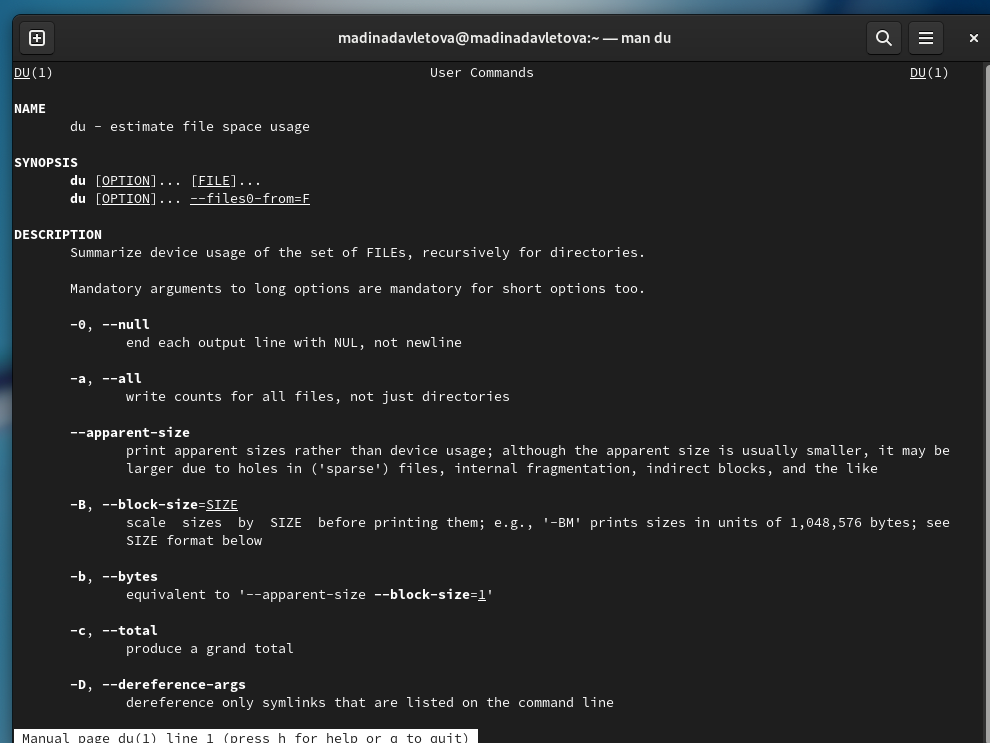 madinadavletova@madinadavletova:~ — man du
DU(1) User Commands DU(1)
NAME
du - estimate file space usage
SYNOPSIS
du [OPTION]... [FILE]...
du [OPTION]... --files0-from=F
DESCRIPTION
Summarize device usage of the set of FILEs, recursively for directories.
Mandatory arguments to long options are mandatory for short options too.
-0, --null
end each output line with NUL, not newline
-a, --all
write counts for all files, not just directories
--apparent-size
print apparent sizes rather than device usage; although the apparent size is usually smaller, it may be
larger due to holes in ('sparse') files, internal fragmentation, indirect blocks, and the like
-B, --block-size=SIZE
scale sizes by SIZE before printing them; e.g., '-BM' prints sizes in units of 1,048,576 bytes; see
SIZE format below
-b, --bytes
equivalent to '--apparent-size --block-size=1'
-c, --total
produce a grand total
-D, --dereference-args
dereference only symlinks that are listed on the command line
Manual page du(1) line 1 (press h for help or q to quit)